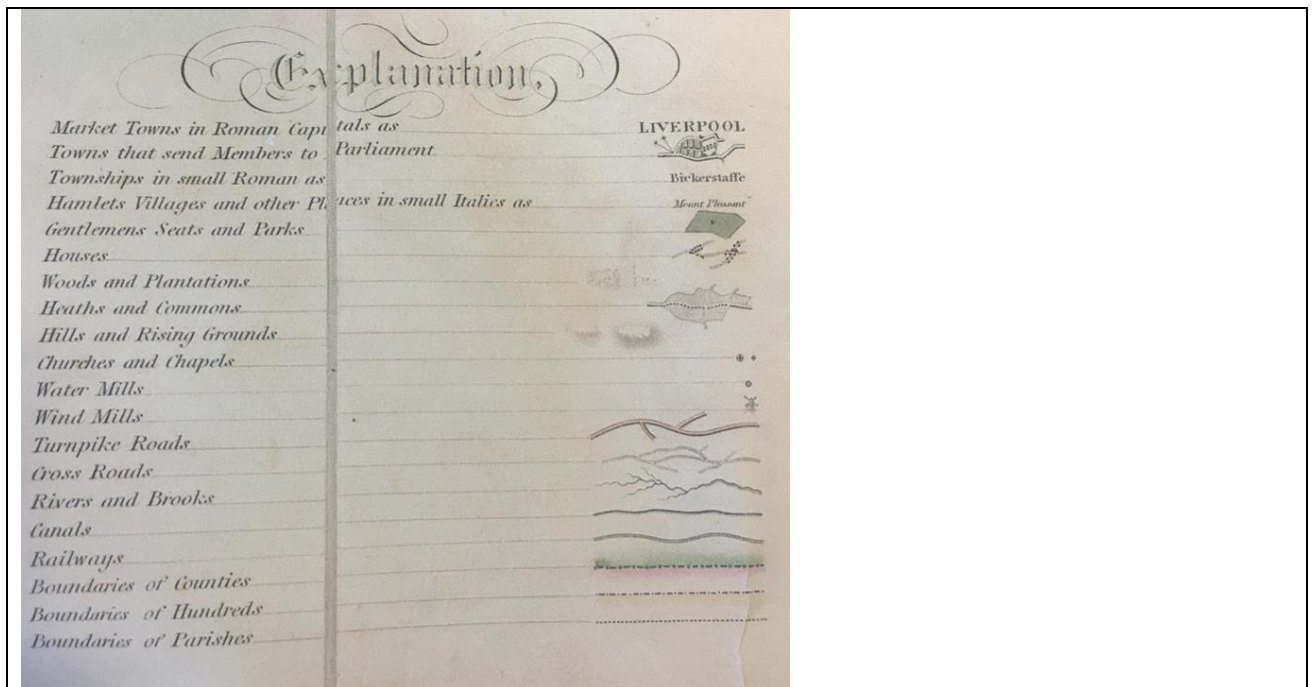 Explanation.
Market Towns in Roman Capitals as LIVERPOOL
Towns that send Members to Parliament
Townships in small Roman as Bickerstaffe
Hamlets Villages and other Places in small Italics as Mount Pleasant
Gentlemens Seats and Parks
Houses
Woods and Plantations
Heaths and Commons
Hills and Rising Grounds
Churches and Chapels
Water Mills
Wind Mills
Turnpike Roads
Cross Roads
Rivers and Brooks
Canals
Railways
Boundaries of Counties
Boundaries of Hundreds
Boundaries of Parishes